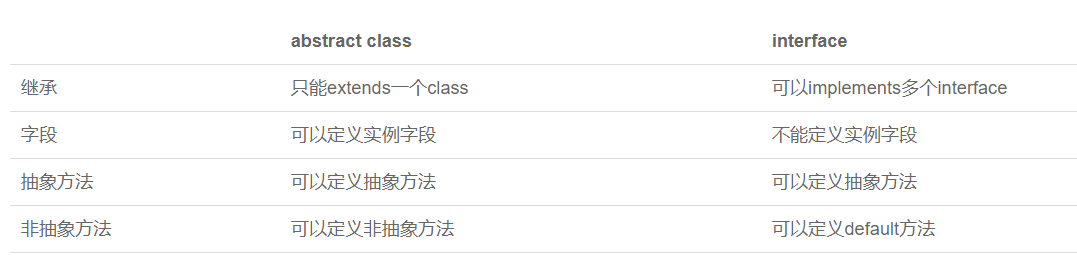 abstract class interface
继承 只能extends一个class 可以implements多个interface
字段 可以定义实例字段 不能定义实例字段
抽象方法 可以定义抽象方法 可以定义抽象方法
非抽象方法 可以定义非抽象方法 可以定义default方法